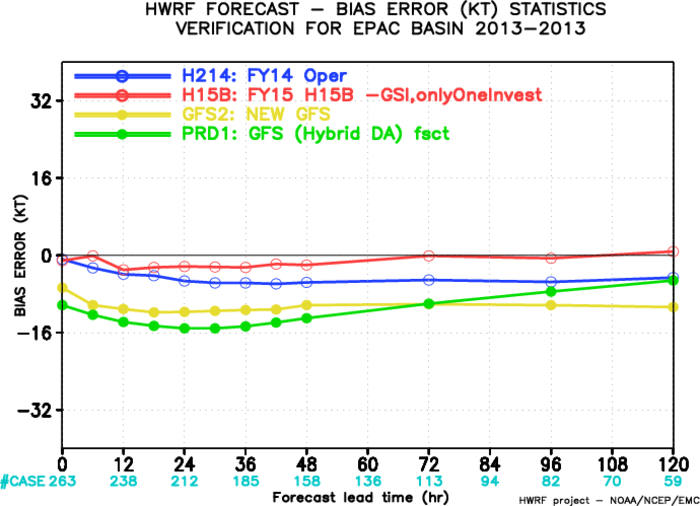 HWRF FORECAST − BIAS ERROR (KT) STATISTICS
VERIFICATION FOR EPAC BASIN 2013−2013
H214: FY14 Oper
H15B: FY15 H15B −GSI,onlyOneInvest
GFS2: NEW GFS
PRD1: GFS (Hybrid DA) fsct
BIAS ERROR (KT)
32
16
0
−16
−32
0 12 24 36 48 60 72 84 96 108 120
#CASE 263 238 212 185 158 136 113 94 82 70 59
Forecast lead time (hr)
HWRF project − NOAA/NCEP/EMC